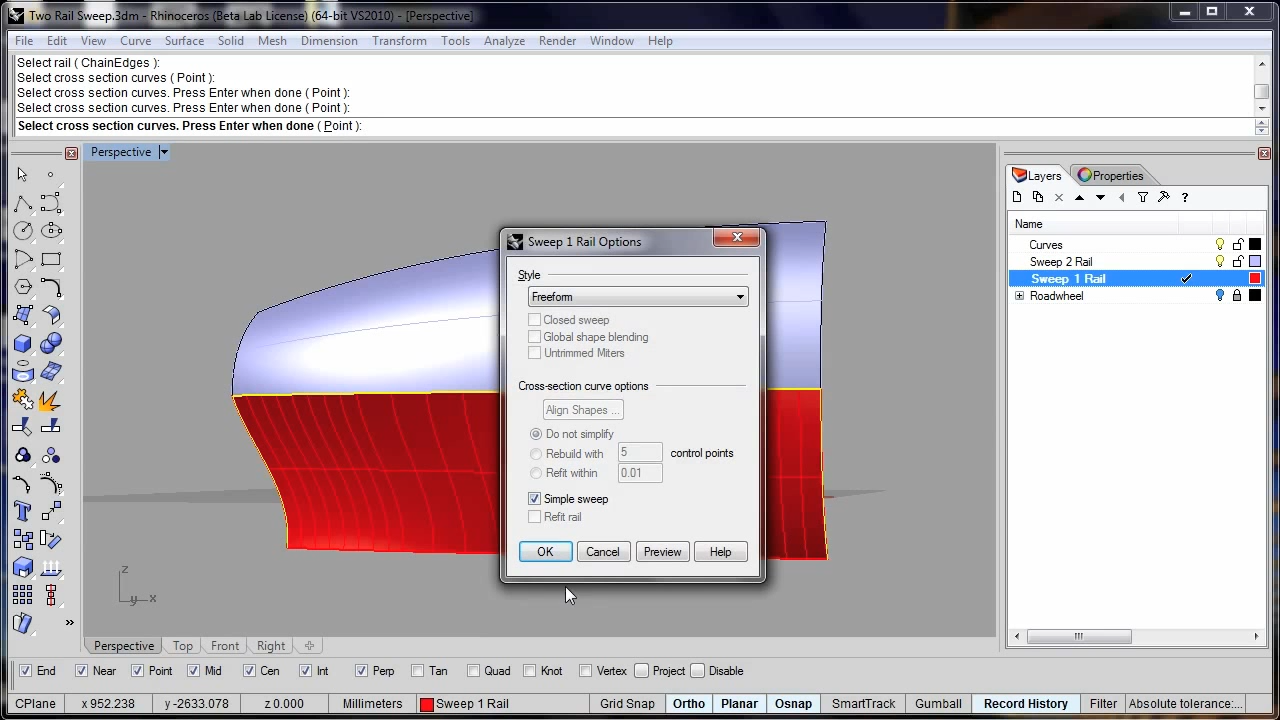 Two Rail Sweep.3dm - Rhinoceros (Beta Lab License) (64-bit VS2010) - [Perspective]
File Edit View Curve Surface Solid Mesh Dimension Transform Tools Analyze Render Window Help
Select rail ( ChainEdges ):
Select cross section curves ( Point ):
Select cross section curves. Press Enter when done ( Point ):
Select cross section curves. Press Enter when done ( Point ):
Select cross section curves. Press Enter when done ( Point ):
Perspective
Sweep 1 Rail Options
Style
Freeform
Closed sweep
Global shape blending
Untrimmed Miters
Cross-section curve options
Align Shapes ...
Do not simplify
Rebuild with 5 control points
Refit within 0.01
Simple sweep
Refit rail
OK Cancel Preview Help
z
y x
Layers Properties
?
Name
Curves
Sweep 2 Rail
Sweep 1 Rail
Roadwheel
T
»
Perspective Top Front Right
End Near Point Mid Cen Int Perp Tan Quad Knot Vertex Project Disable
CPlane x 952.238 y -2633.078 z 0.000 Millimeters Sweep 1 Rail Grid Snap Ortho Planar Osnap SmartTrack Gumball Record History Filter Absolute tolerance:...